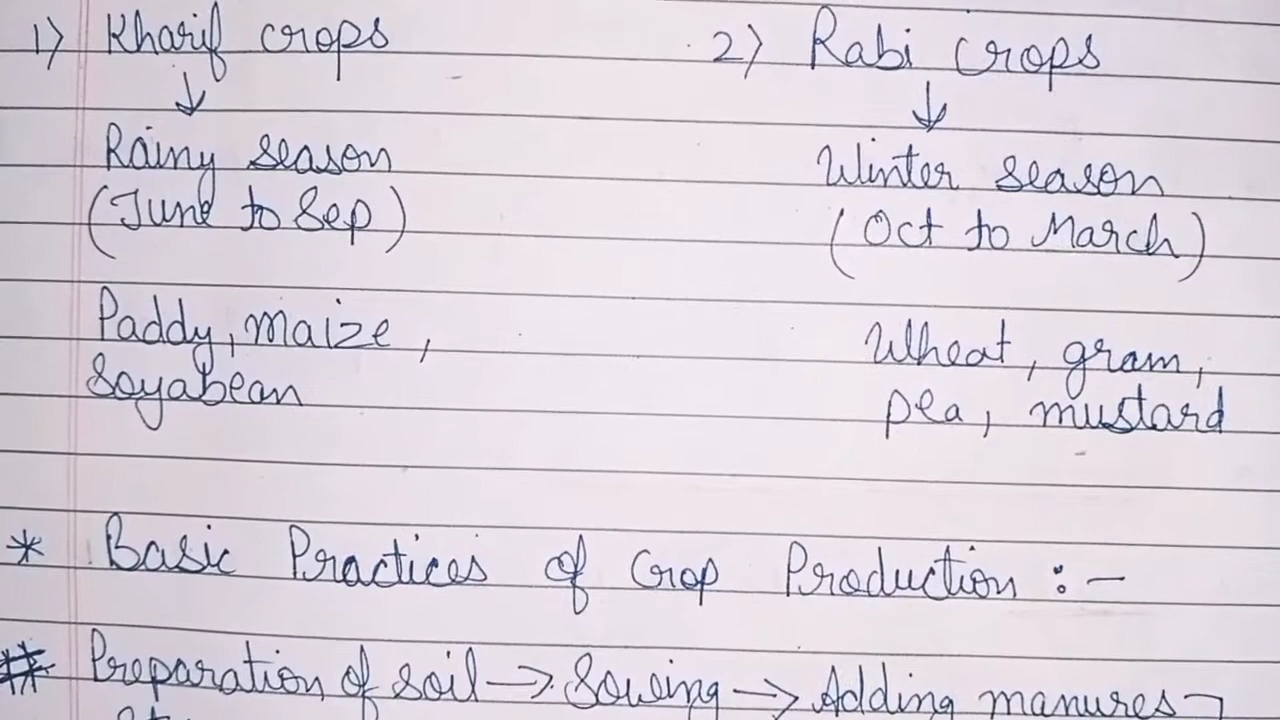 1) Kharif crops
↓
Rainy season
(June to Sep)
Paddy, maize,
Soyabean
2) Rabi crops
↓
Winter season
(Oct to March)
Wheat, gram,
pea, mustard
* Basic Practices of Crop Production :-
# Preparation of soil → Sowing → Adding manures